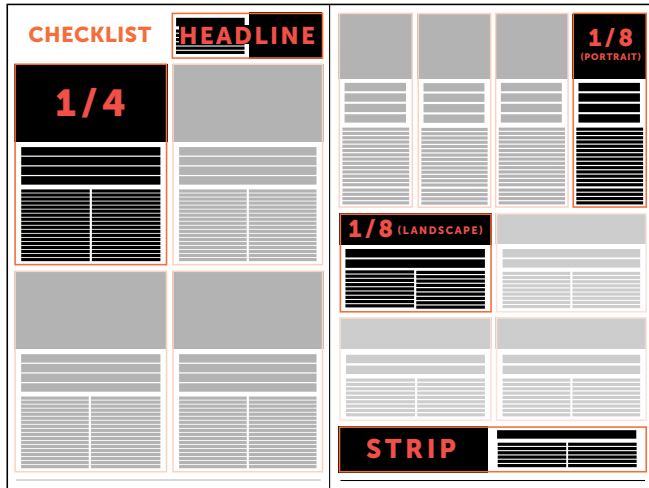 CHECKLIST
HEADLINE
1/4
1/8
(PORTRAIT)
1/8 (LANDSCAPE)
STRIP